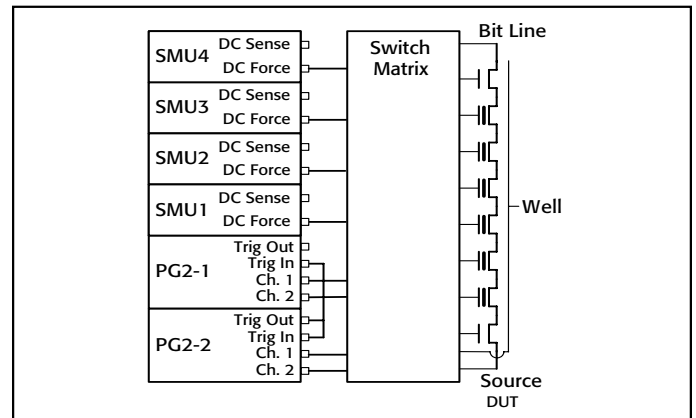 SMU4
DC Sense
DC Force
SMU3
DC Sense
DC Force
SMU2
DC Sense
DC Force
SMU1
DC Sense
DC Force
PG2-1
Trig Out
Trig In
Ch. 1
Ch. 2
PG2-2
Trig Out
Trig In
Ch. 1
Ch. 2
Switch
Matrix
Bit Line
Well
Source
DUT